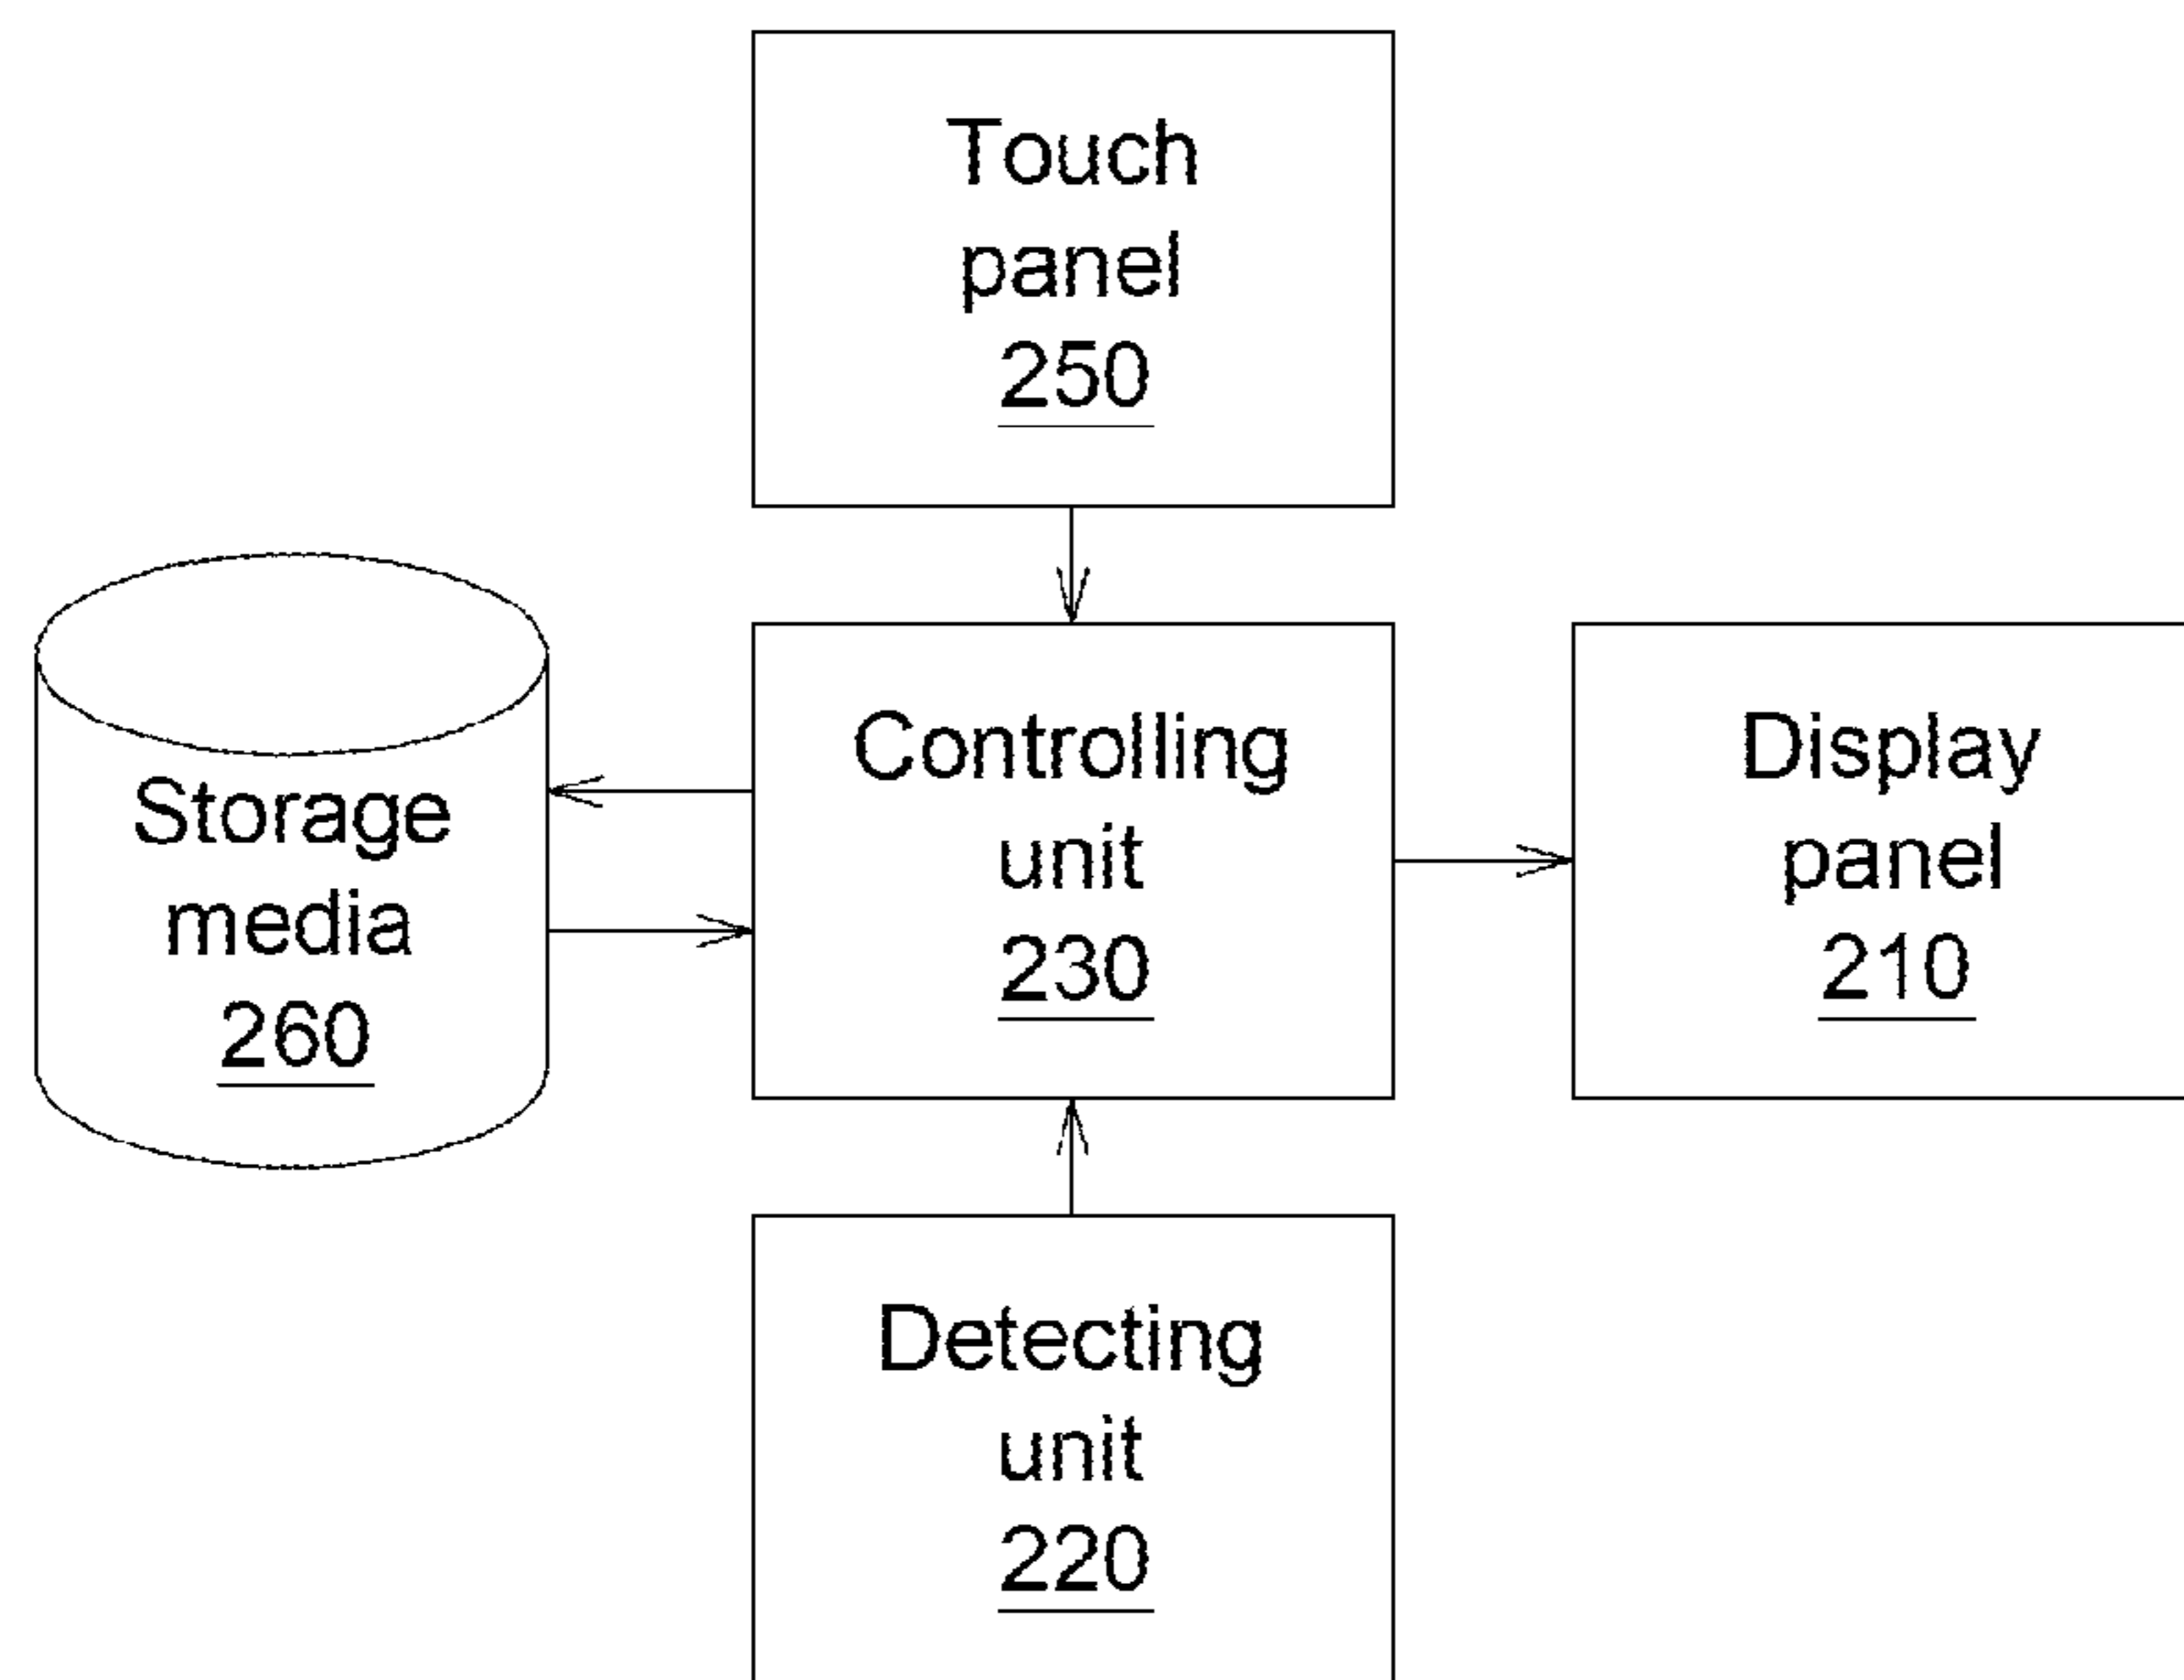 Touch
panel
250
Storage
media
260
Controlling
unit
230
Display
panel
210
Detecting
unit
220